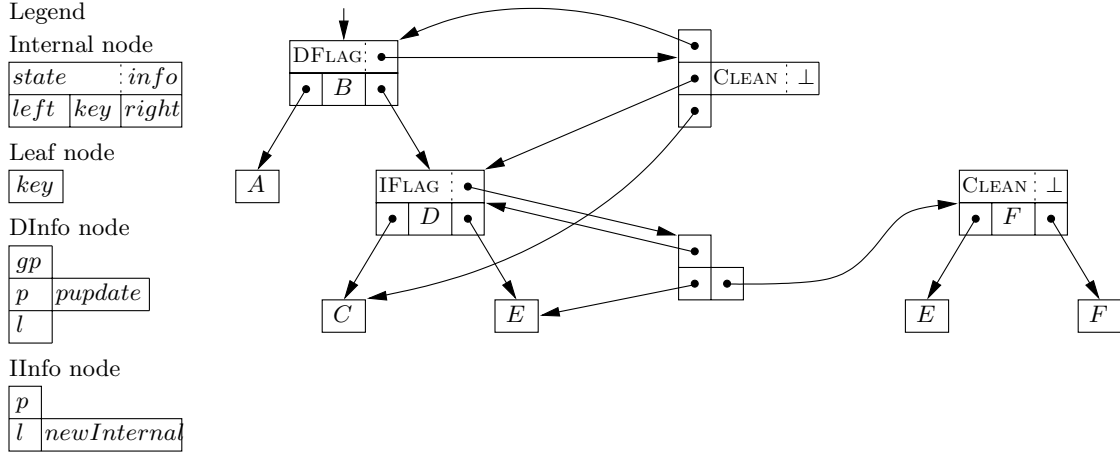 Legend
Internal node
state info
left key right
Leaf node
key
DInfo node
gp
p pupdate
l
IInfo node
p
l newInternal
DFLAG
B
CLEAN ⊥
A
IFLAG
D
CLEAN ⊥
F
C
E
E
F